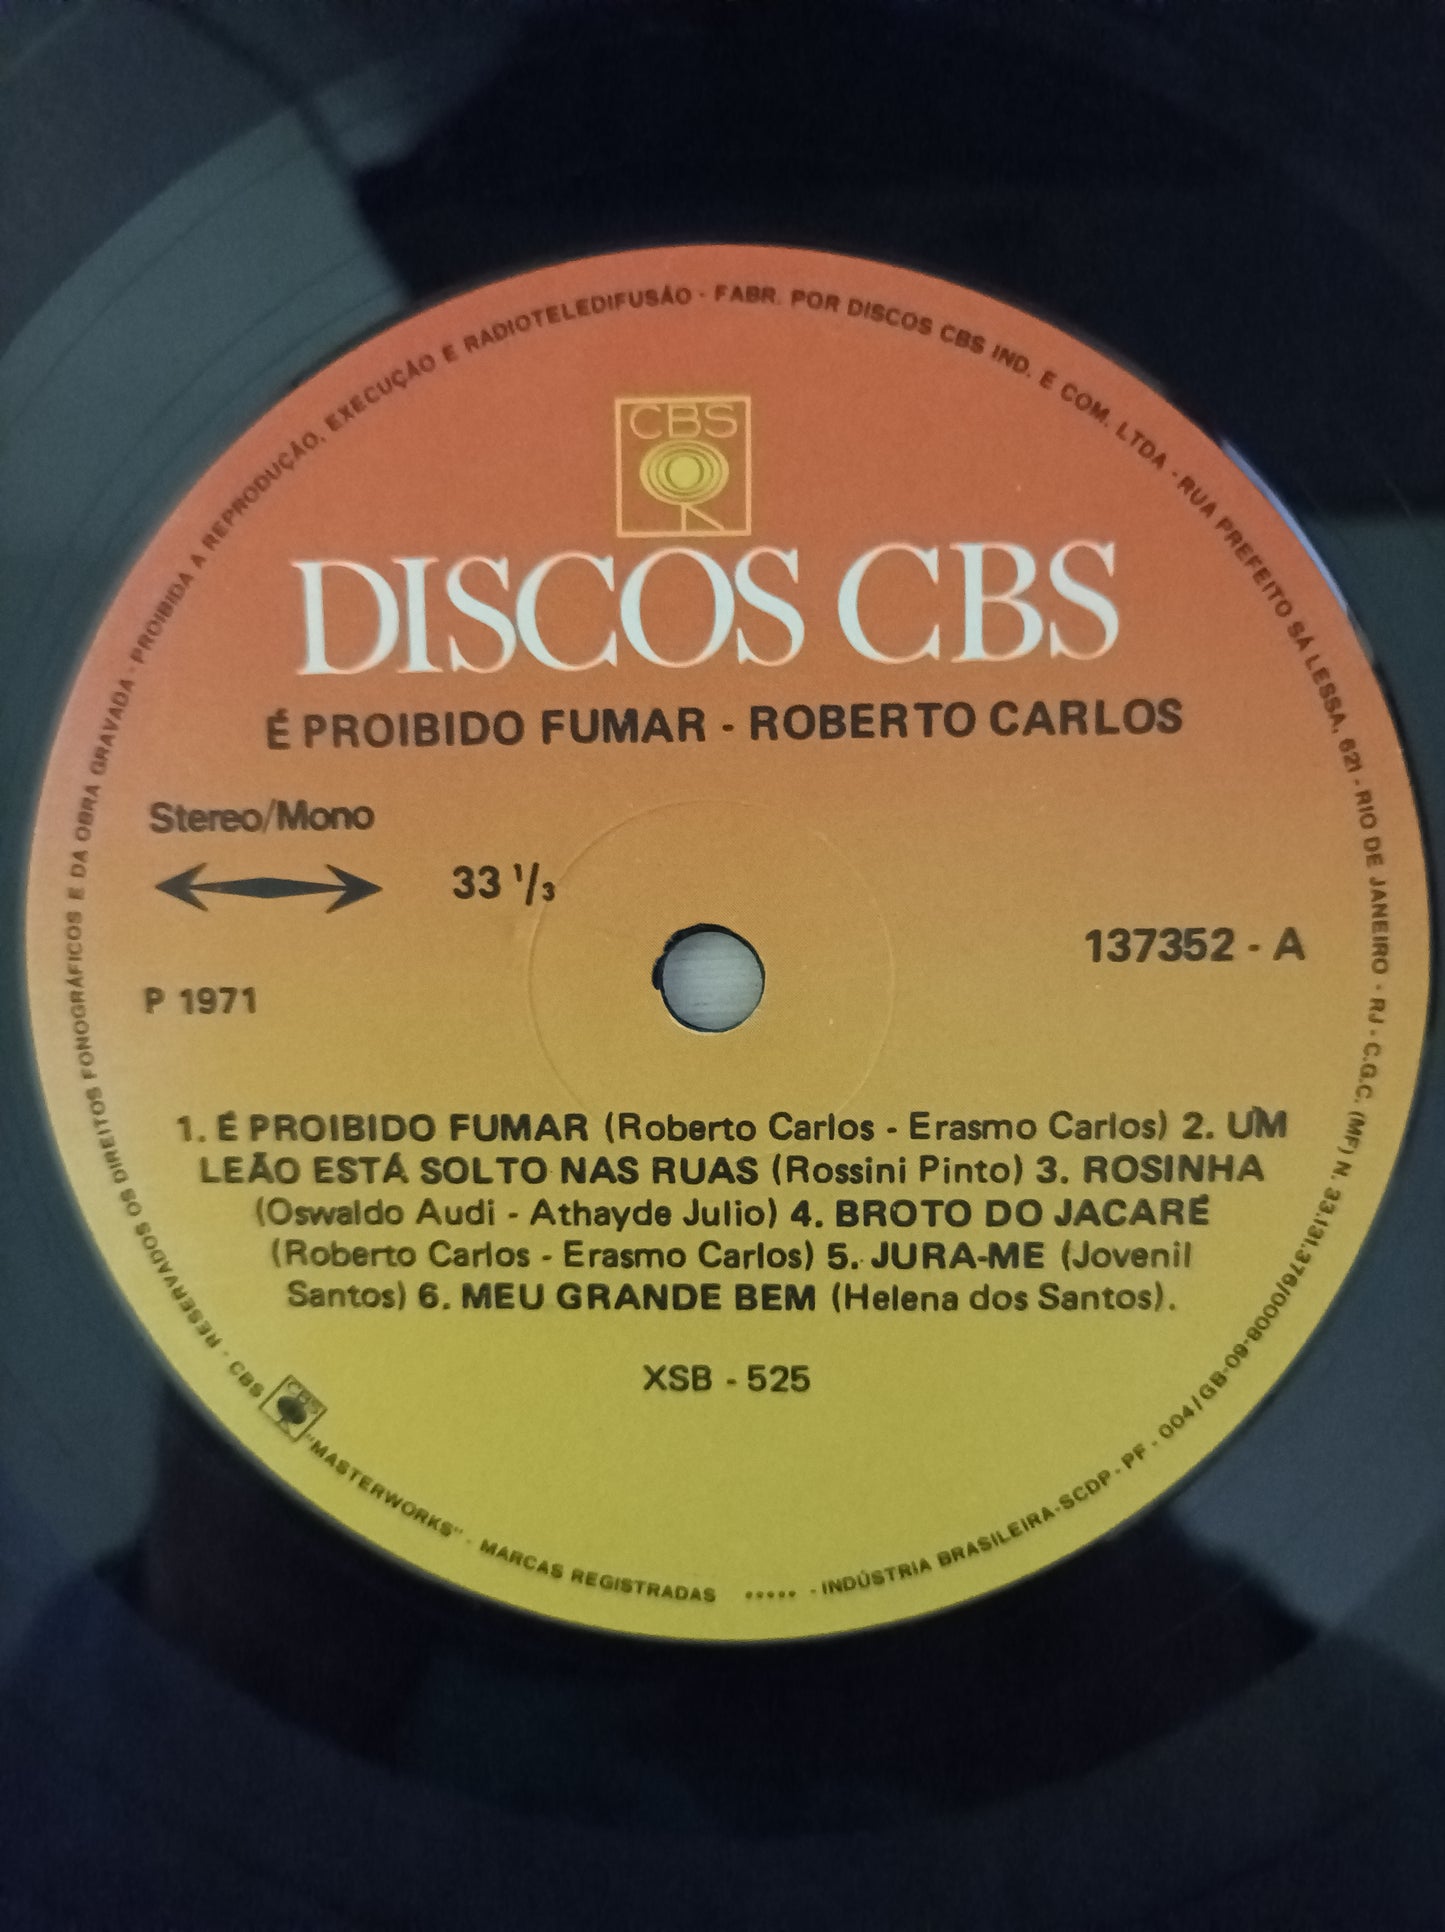 CBS
DISCOS CBS
É PROIBIDO FUMAR - ROBERTO CARLOS
Stereo/Mono
33 1/3
137352 - A
P 1971
1. É PROIBIDO FUMAR (Roberto Carlos - Erasmo Carlos) 2. UM
LEÃO ESTÁ SOLTO NAS RUAS (Rossini Pinto) 3. ROSINHA
(Oswaldo Audi - Athayde Julio) 4. BROTO DO JACARÉ
(Roberto Carlos - Erasmo Carlos) 5. JURA-ME (Jovenil
Santos) 6. MEU GRANDE BEM (Helena dos Santos).
XSB - 525
RESERVADOS OS DIREITOS FONOGRÁFICOS E DA OBRA GRAVADA - PROIBIDA A REPRODUÇÃO, EXECUÇÃO E RADIOTELEDIFUSÃO - FABR. POR DISCOS CBS IND. E COM. LTDA - RUA PREFEITO SÁ LESSA, 621 - RIO DE JANEIRO - RJ - C.G.C. (MF) N. 33.131.376/0008-09 - INDÚSTRIA BRASILEIRA-SCDP - PF - 004/GB
CBS CBS "MASTERWORKS" - MARCAS REGISTRADAS